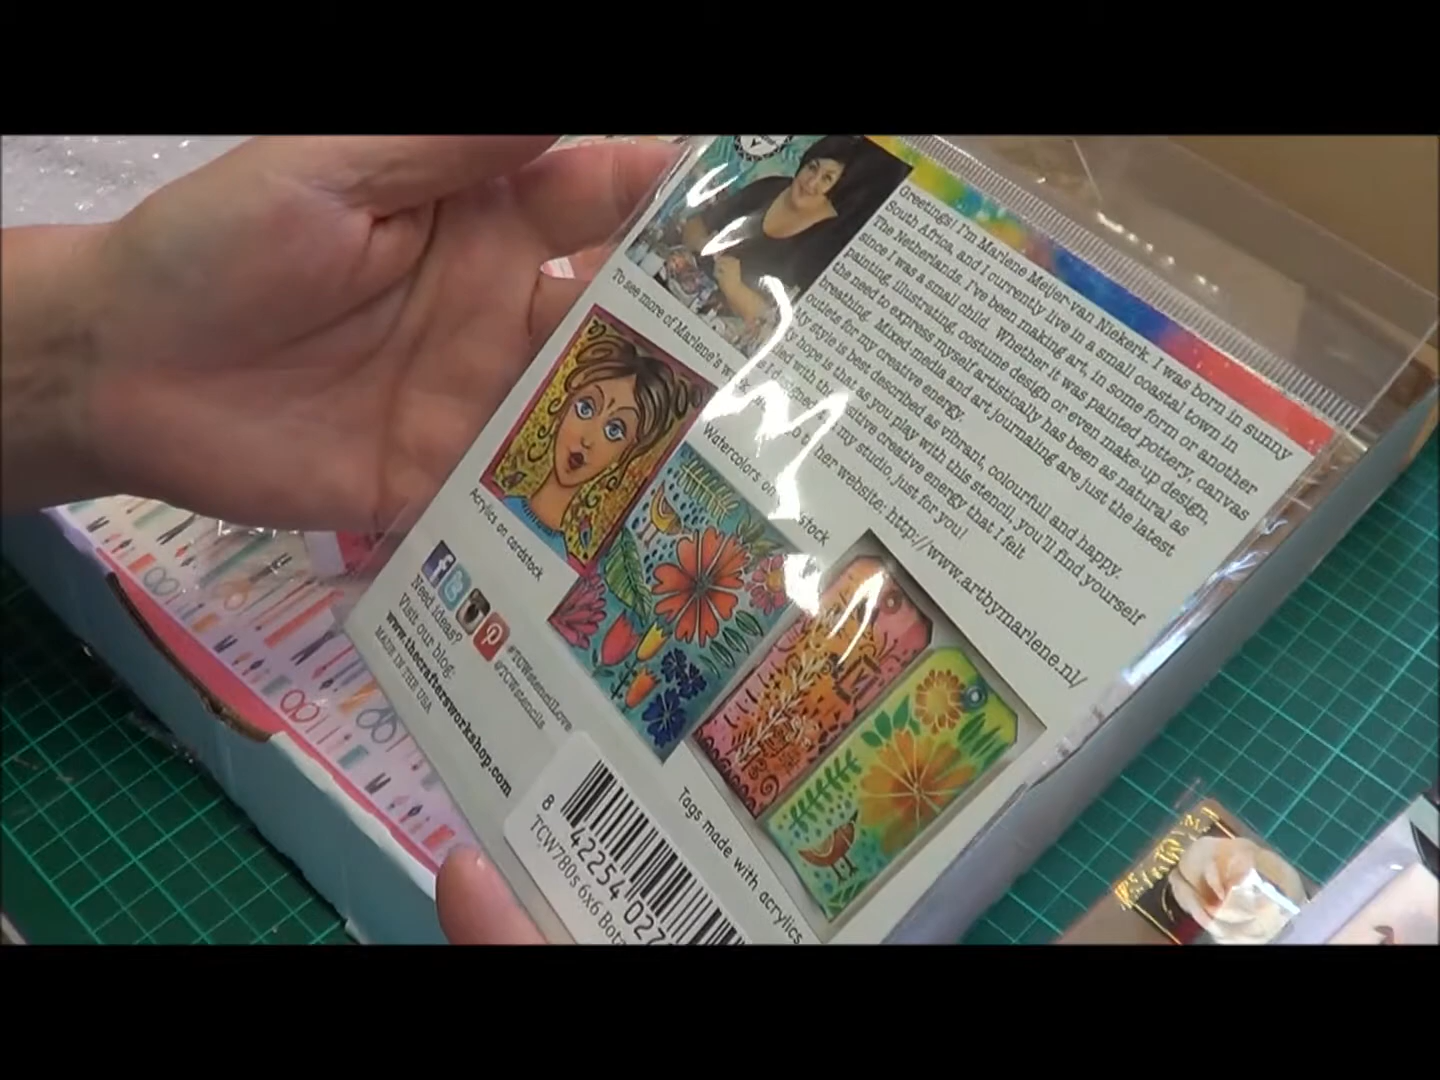 Greetings! I'm Marlene Meijer-van Niekerk. I was born in sunny
South Africa, and I currently live in a small coastal town in
The Netherlands. I've been making art, in some form or another
since I was a small child. Whether it was painted pottery, canvas
painting, illustrating, costume design or even make-up design,
the need to express myself artistically has been as natural as
breathing. Mixed-media and art journaling are just the latest
outlets for my creative energy.
My style is best described as vibrant, colourfull and happy.
My hope is that as you play with this stencil, you'll find yourself
with the positive creative energy that I felt
my studio, just for you!
To see more of Marlene's her website: http://www.artbymarlene.nl/
Acrylics on cardstock
Watercolors on
Tags made with acrylics
#TCWstencilLove
@TCWstencils
Need ideas?
Visit our blog:
www.thecraftersworkshop.com
MADE IN THE USA
8 42254 027
TCW780s 6x6